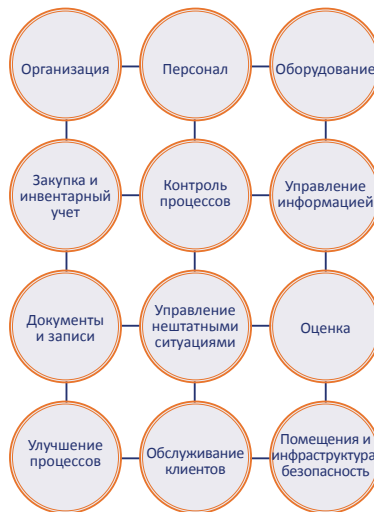 Организация
Персонал
Оборудование
Закупка и
инвентарный
учет
Контроль
процессов
Управление
информацией
Документы
и записи
Управление
нештатными
ситуациями
Оценка
Улучшение
процессов
Обслуживание
клиентов
Помещения и
инфраструктура
безопасность